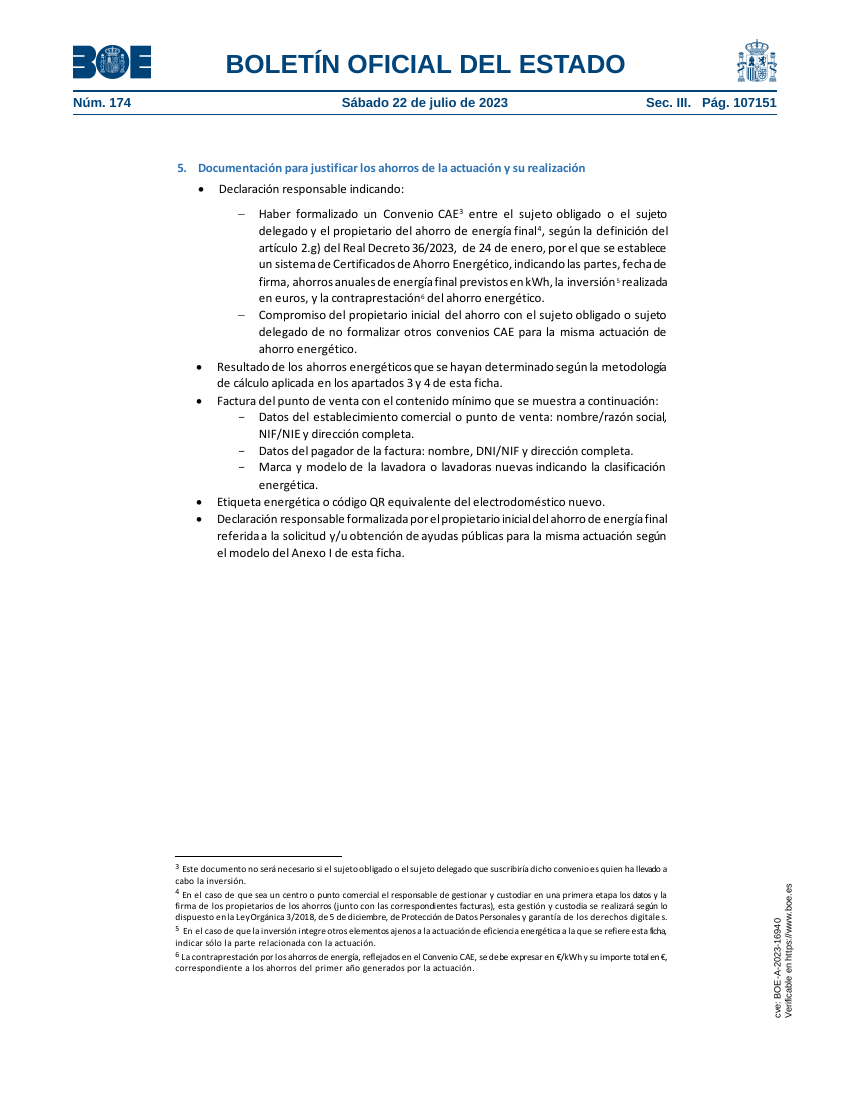 BOE
BOLETÍN OFICIAL DEL ESTADO
Núm. 174 Sábado 22 de julio de 2023 Sec. III. Pág. 107151
5. Documentación para justificar los ahorros de la actuación y su realización
• Declaración responsable indicando:
– Haber formalizado un Convenio CAE³ entre el sujeto obligado o el sujeto
delegado y el propietario del ahorro de energía final⁴, según la definición del
artículo 2.g) del Real Decreto 36/2023, de 24 de enero, por el que se establece
un sistema de Certificados de Ahorro Energético, indicando las partes, fecha de
firma, ahorros anuales de energía final previstos en kWh, la inversión⁵ realizada
en euros, y la contraprestación⁶ del ahorro energético.
– Compromiso del propietario inicial del ahorro con el sujeto obligado o sujeto
delegado de no formalizar otros convenios CAE para la misma actuación de
ahorro energético.
• Resultado de los ahorros energéticos que se hayan determinado según la metodología
de cálculo aplicada en los apartados 3 y 4 de esta ficha.
• Factura del punto de venta con el contenido mínimo que se muestra a continuación:
– Datos del establecimiento comercial o punto de venta: nombre/razón social,
NIF/NIE y dirección completa.
– Datos del pagador de la factura: nombre, DNI/NIF y dirección completa.
– Marca y modelo de la lavadora o lavadoras nuevas indicando la clasificación
energética.
• Etiqueta energética o código QR equivalente del electrodoméstico nuevo.
• Declaración responsable formalizada por el propietario inicial del ahorro de energía final
referida a la solicitud y/u obtención de ayudas públicas para la misma actuación según
el modelo del Anexo I de esta ficha.
³ Este documento no será necesario si el sujeto obligado o el sujeto delegado que suscribiría dicho convenio es quien ha llevado a
cabo la inversión.
⁴ En el caso de que sea un centro o punto comercial el responsable de gestionar y custodiar en una primera etapa los datos y la
firma de los propietarios de los ahorros (junto con las correspondientes facturas), esta gestión y custodia se realizará según lo
dispuesto en la Ley Orgánica 3/2018, de 5 de diciembre, de Protección de Datos Personales y garantía de los derechos digitales.
⁵ En el caso de que la inversión integre otros elementos ajenos a la actuación de eficiencia energética a la que se refiere esta ficha,
indicar sólo la parte relacionada con la actuación.
⁶ La contraprestación por los ahorros de energía, reflejados en el Convenio CAE, se debe expresar en €/kWh y su importe total en €,
correspondiente a los ahorros del primer año generados por la actuación.
cve: BOE-A-2023-16940
Verificable en https://www.boe.es